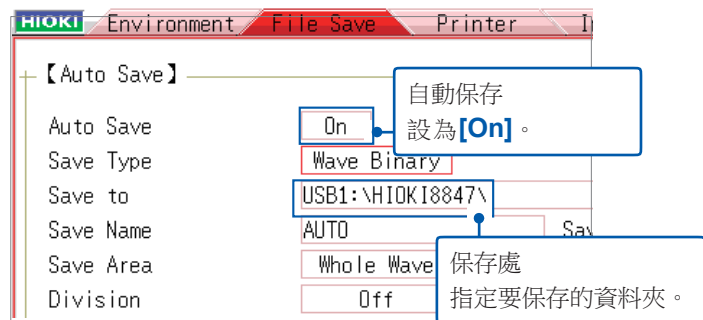 HIOKI Environment File Save Printer
【Auto Save】
自動保存
設為[On]。
Auto Save On
Save Type Wave Binary
Save to USB1:\HIOKI8847\
Save Name AUTO
Save Area Whole Wave
保存處
指定要保存的資料夾。
Division Off